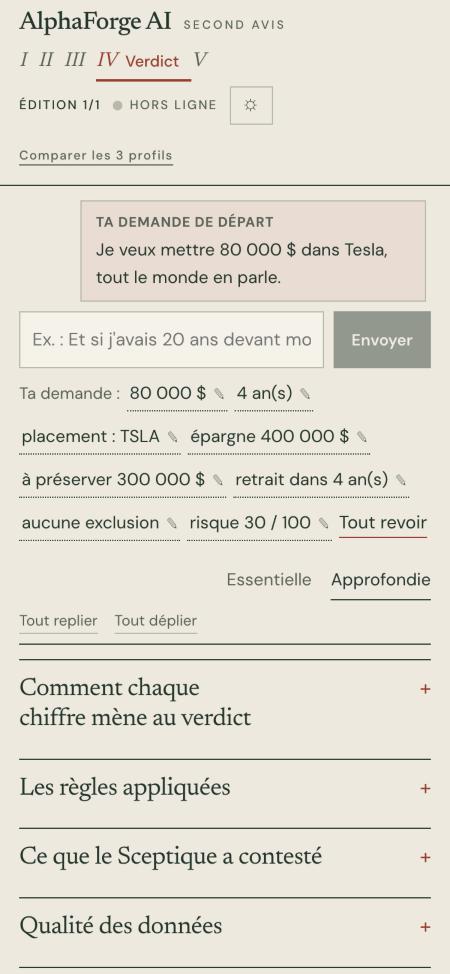 AlphaForge AI SECOND AVIS
I II III IV Verdict V
ÉDITION 1/1 HORS LIGNE
Comparer les 3 profils
TA DEMANDE DE DÉPART
Je veux mettre 80 000 $ dans Tesla,
tout le monde en parle.
Ex. : Et si j'avais 20 ans devant mo Envoyer
Ta demande : 80 000 $ 4 an(s)
placement : TSLA épargne 400 000 $
à préserver 300 000 $ retrait dans 4 an(s)
aucune exclusion risque 30 / 100 Tout revoir
Essentielle Approfondie
Tout replier Tout déplier
Comment chaque +
chiffre mène au verdict
Les règles appliquées +
Ce que le Sceptique a contesté +
Qualité des données +